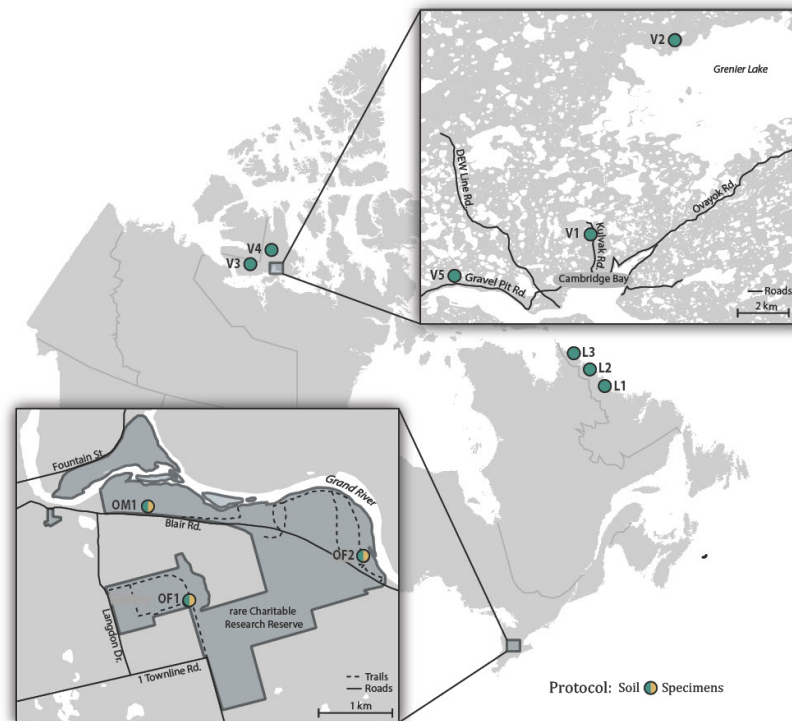 V2
Grenier Lake
DEW Line Rd.
Ovayok Rd.
V1
Kulvak Rd.
V5
Gravel Pit Rd.
Cambridge Bay
Roads
2 km
V4
V3
L3
L2
L1
Fountain St.
Grand River
OM1
Blair Rd.
OF2
OF1
rare Charitable
Research Reserve
Langdon Dr.
1 Townline Rd.
Trails
Roads
1 km
Protocol: Soil Specimens